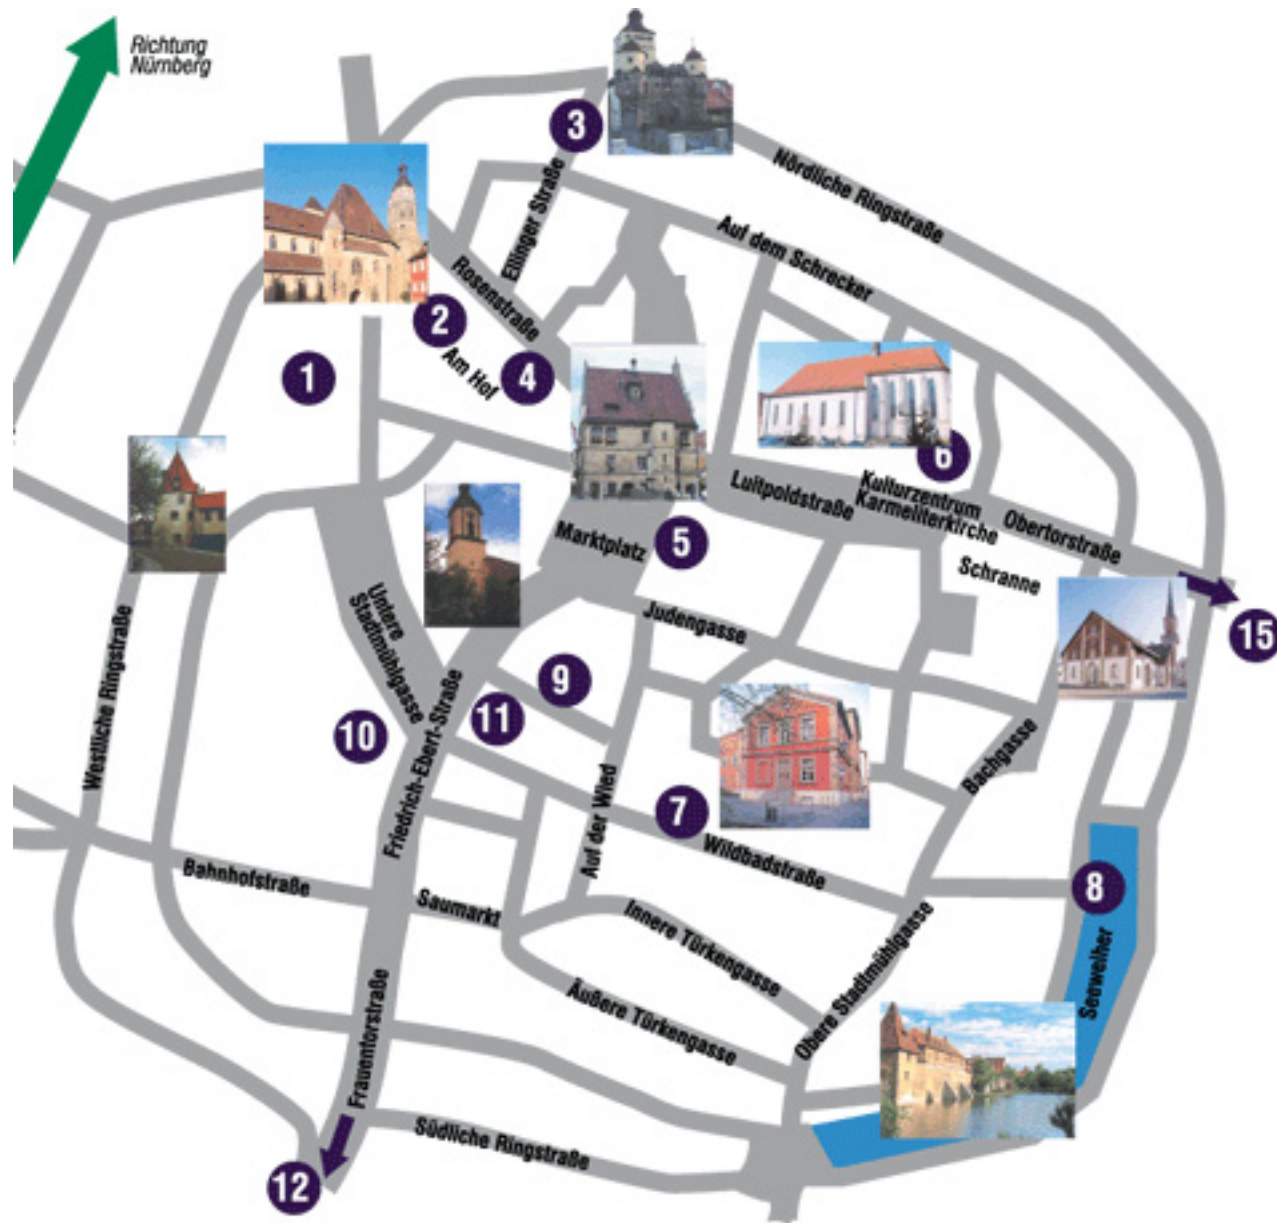 Richtung
Nürnberg
3
Nördliche Ringstraße
Ellinger Straße
Auf dem Schrecker
Rosenstraße
2
Am Hof
1
4
6
Luitpoldstraße
Kulturzentrum
Karmeliterkirche
Obertorstraße
Marktplatz
5
Schranne
Untere
Stadtmühlgasse
Judengasse
15
Westliche Ringstraße
9
10
11
Friedrich-Ebert-Straße
Bachgasse
7
Auf der Wied
Wildbadstraße
Bahnhofstraße
Saumarkt
8
Innere Türkengasse
Seeweiher
Äußere Türkengasse
Obere Stadtmühlgasse
Frauentorstraße
Südliche Ringstraße
12